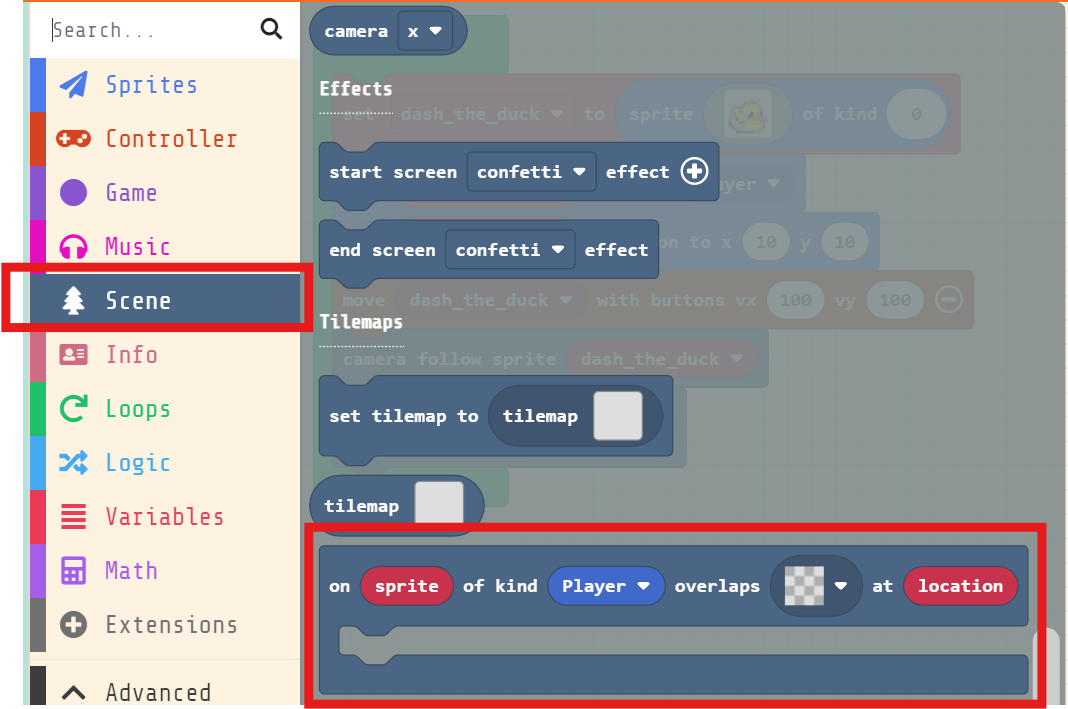 Search...
Sprites
Controller
Game
Music
Scene
Info
Loops
Logic
Variables
Math
Extensions
Advanced
camera x
Effects
set dash_the_duck to sprite of kind 0
start screen confetti effect
yer
end screen confetti effect
on to x 10 y 10
move dash_the_duck with buttons vx 100 vy 100
Tilemaps
camera follow sprite dash_the_duck
set tilemap to tilemap
tilemap
on sprite of kind Player overlaps at location